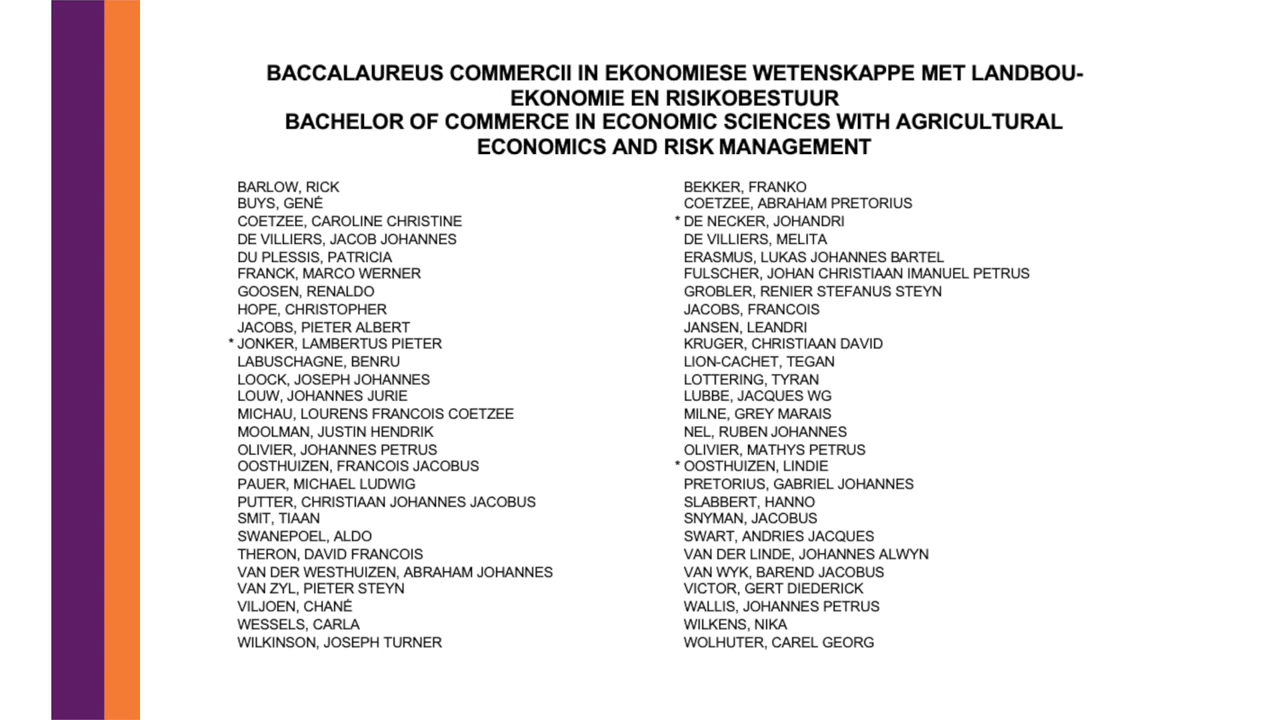 BACCALAUREUS COMMERCII IN EKONOMIESE WETENSKAPPE MET LANDBOU-
EKONOMIE EN RISIKOBESTUUR
BACHELOR OF COMMERCE IN ECONOMIC SCIENCES WITH AGRICULTURAL
ECONOMICS AND RISK MANAGEMENT
BARLOW, RICK
BUYS, GENÉ
COETZEE, CAROLINE CHRISTINE
DE VILLIERS, JACOB JOHANNES
DU PLESSIS, PATRICIA
FRANCK, MARCO WERNER
GOOSEN, RENALDO
HOPE, CHRISTOPHER
JACOBS, PIETER ALBERT
* JONKER, LAMBERTUS PIETER
LABUSCHAGNE, BENRU
LOOCK, JOSEPH JOHANNES
LOUW, JOHANNES JURIE
MICHAU, LOURENS FRANCOIS COETZEE
MOOLMAN, JUSTIN HENDRIK
OLIVIER, JOHANNES PETRUS
OOSTHUIZEN, FRANCOIS JACOBUS
PAUER, MICHAEL LUDWIG
PUTTER, CHRISTIAAN JOHANNES JACOBUS
SMIT, TIAAN
SWANEPOEL, ALDO
THERON, DAVID FRANCOIS
VAN DER WESTHUIZEN, ABRAHAM JOHANNES
VAN ZYL, PIETER STEYN
VILJOEN, CHANÉ
WESSELS, CARLA
WILKINSON, JOSEPH TURNER
BEKKER, FRANKO
COETZEE, ABRAHAM PRETORIUS
* DE NECKER, JOHANDRI
DE VILLIERS, MELITA
ERASMUS, LUKAS JOHANNES BARTEL
FULSCHER, JOHAN CHRISTIAAN IMANUEL PETRUS
GROBLER, RENIER STEFANUS STEYN
JACOBS, FRANCOIS
JANSEN, LEANDRI
KRUGER, CHRISTIAAN DAVID
LION-CACHET, TEGAN
LOTTERING, TYRAN
LUBBE, JACQUES WG
MILNE, GREY MARAIS
NEL, RUBEN JOHANNES
OLIVIER, MATHYS PETRUS
* OOSTHUIZEN, LINDIE
PRETORIUS, GABRIEL JOHANNES
SLABBERT, HANNO
SNYMAN, JACOBUS
SWART, ANDRIES JACQUES
VAN DER LINDE, JOHANNES ALWYN
VAN WYK, BAREND JACOBUS
VICTOR, GERT DIEDERICK
WALLIS, JOHANNES PETRUS
WILKENS, NIKA
WOLHUTER, CAREL GEORG